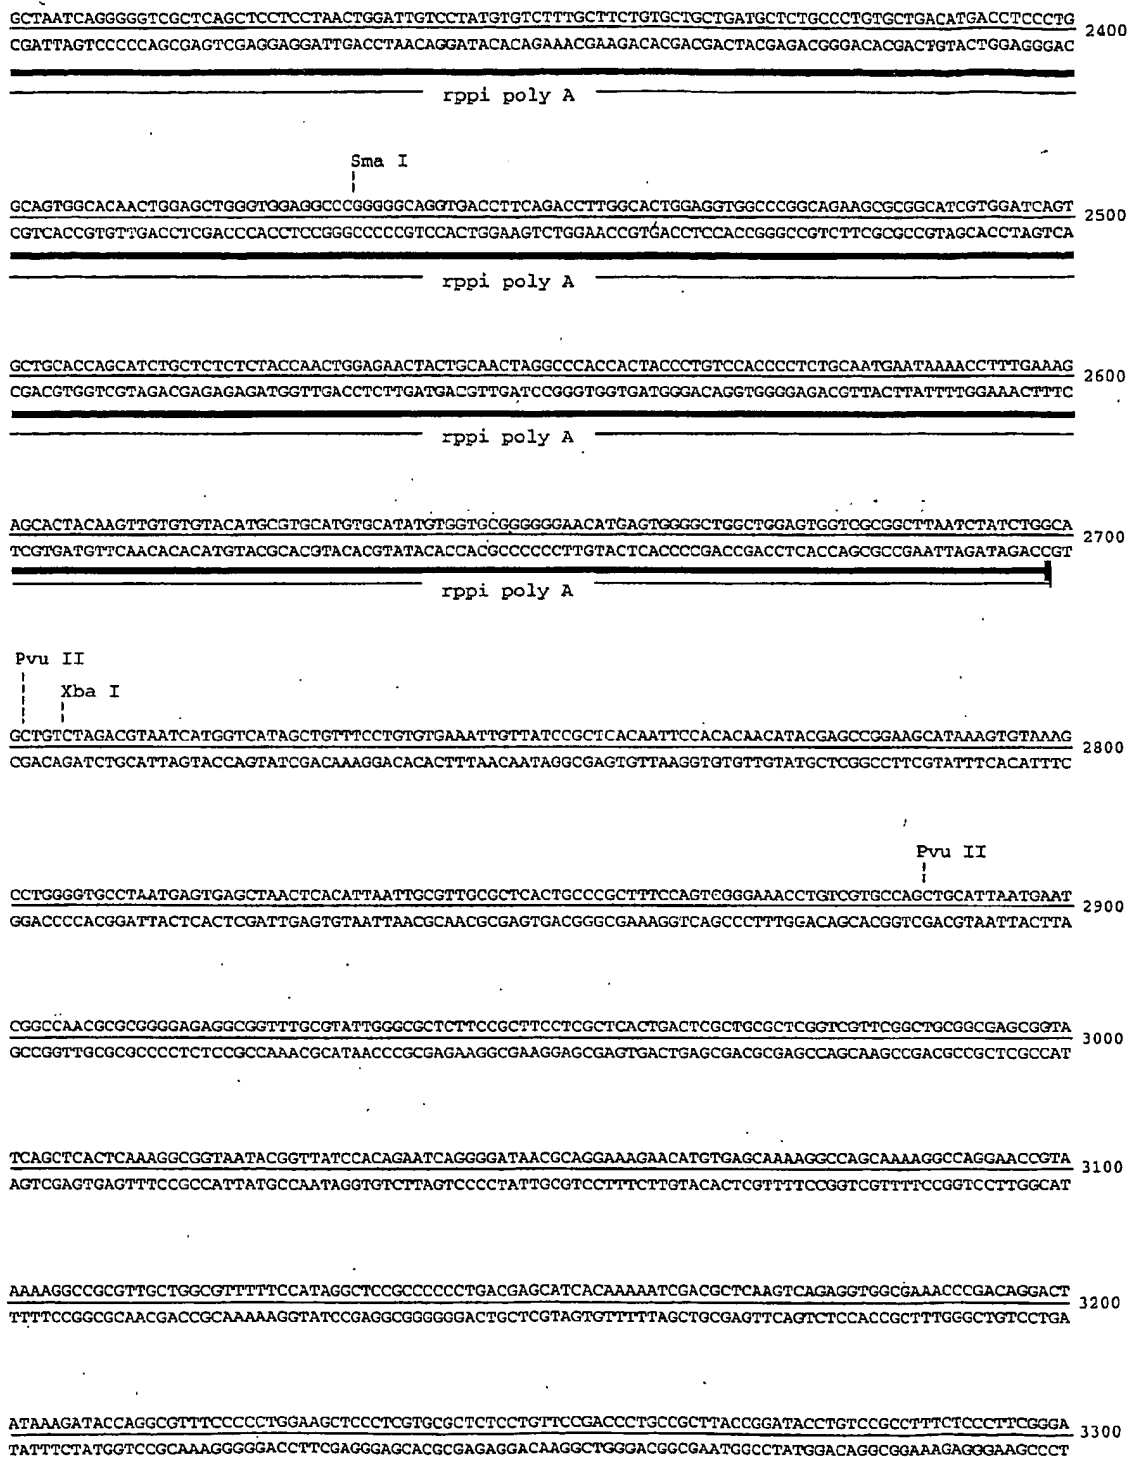 GCTAATCAGGGGGTCGCTCAGCTCCTCCTAACTGGATTGTCCTATGTGTCTTTGCTTCTGTGCTGCTGATGCTCTGCCCTGTGCTGACATGACCTCCCTG
CGATTAGTCCCCCAGCGAGTCGAGGAGGATTGACCTAACAGGATACACAGAAACGAAGACACGACGACTACGAGACGGGACACGACTGTACTGGAGGGAC 2400
rppi poly A
Sma I
GCAGTGGCACAACTGGAGCTGGGTGGAGGCCCGGGGGCAGGTGACCTTCAGACCTTGGCACTGGAGGTGGCCCGGCAGAAGCGCGGCATCGTGGATCAGT
CGTCACCGTGTTGACCTCGACCCACCTCCGGGCCCCCGTCCACTGGAAGTCTGGAACCGTGACCTCCACCGGGCCGTCTTCGCGCCGTAGCACCTAGTCA 2500
rppi poly A
GCTGCACCAGCATCTGCTCTCTCTACCAACTGGAGAACTACTGCAACTAGGCCCACCACTACCCTGTCCACCCCTCTGCAATGAATAAAACCTTTGAAAG
CGACGTGGTCGTAGACGAGAGAGATGGTTGACCTCTTGATGACGTTGATCCGGGTGGTGATGGGACAGGTGGGGAGACGTTACTTATTTTGGAAACTTTC 2600
rppi poly A
AGCACTACAAGTTGTGTGTACATGCGTGCATGTGCATATGTGGTGCGGGGGGAACATGAGTGGGGCTGGCTGGAGTGGTCGCGGCTTAATCTATCTGGCA
TCGTGATGTTCAACACACATGTACGCACGTACACGTATACACCACGCCCCCCTTGTACTCACCCCGACCGACCTCACCAGCGCCGAATTAGATAGACCGT 2700
rppi poly A
Pvu II
Xba I
GCTGTCTAGACGTAATCATGGTCATAGCTGTTTCCTGTGTGAAATTGTTATCCGCTCACAATTCCACACAACATACGAGCCGGAAGCATAAAGTGTAAAG
CGACAGATCTGCATTAGTACCAGTATCGACAAAGGACACACTTTAACAATAGGCGAGTGTTAAGGTGTGTTGTATGCTCGGCCTTCGTATTTCACATTTC 2800
Pvu II
CCTGGGGTGCCTAATGAGTGAGCTAACTCACATTAATTGCGTTGCGCTCACTGCCCGCTTTCCAGTCGGGAAACCTGTCGTGCCAGCTGCATTAATGAAT
GGACCCCACGGATTACTCACTCGATTGAGTGTAATTAACGCAACGCGAGTGACGGGCGAAAGGTCAGCCCTTTGGACAGCACGGTCGACGTAATTACTTA 2900
CGGCCAACGCGCGGGGAGAGGCGGTTTGCGTATTGGGCGCTCTTCCGCTTCCTCGCTCACTGACTCGCTGCGCTCGGTCGTTCGGCTGCGGCGAGCGGTA
GCCGGTTGCGCGCCCCTCTCCGCCAAACGCATAACCCGCGAGAAGGCGAAGGAGCGAGTGACTGAGCGACGCGAGCCAGCAAGCCGACGCCGCTCGCCAT 3000
TCAGCTCACTCAAAGGCGGTAATACGGTTATCCACAGAATCAGGGGATAACGCAGGAAAGAACATGTGAGCAAAAGGCCAGCAAAAGGCCAGGAACCGTA
AGTCGAGTGAGTTTCCGCCATTATGCCAATAGGTGTCTTAGTCCCCTATTGCGTCCTTTCTTGTACACTCGTTTTCCGGTCGTTTTCCGGTCCTTGGCAT 3100
AAAAGGCCGCGTTGCTGGCGTTTTTCCATAGGCTCCGCCCCCCTGACGAGCATCACAAAAATCGACGCTCAAGTCAGAGGTGGCGAAACCCGACAGGACT
TTTTCCGGCGCAACGACCGCAAAAAGGTATCCGAGGCGGGGGGACTGCTCGTAGTGTTTTTAGCTGCGAGTTCAGTCTCCACCGCTTTGGGCTGTCCTGA 3200
ATAAAGATACCAGGCGTTTCCCCCTGGAAGCTCCCTCGTGCGCTCTCCTGTTCCGACCCTGCCGCTTACCGGATACCTGTCCGCCTTTCTCCCTTCGGGA
TATTTCTATGGTCCGCAAAGGGGGACCTTCGAGGGAGCACGCGAGAGGACAAGGCTGGGACGGCGAATGGCCTATGGACAGGCGGAAAGAGGGAAGCCCT 3300